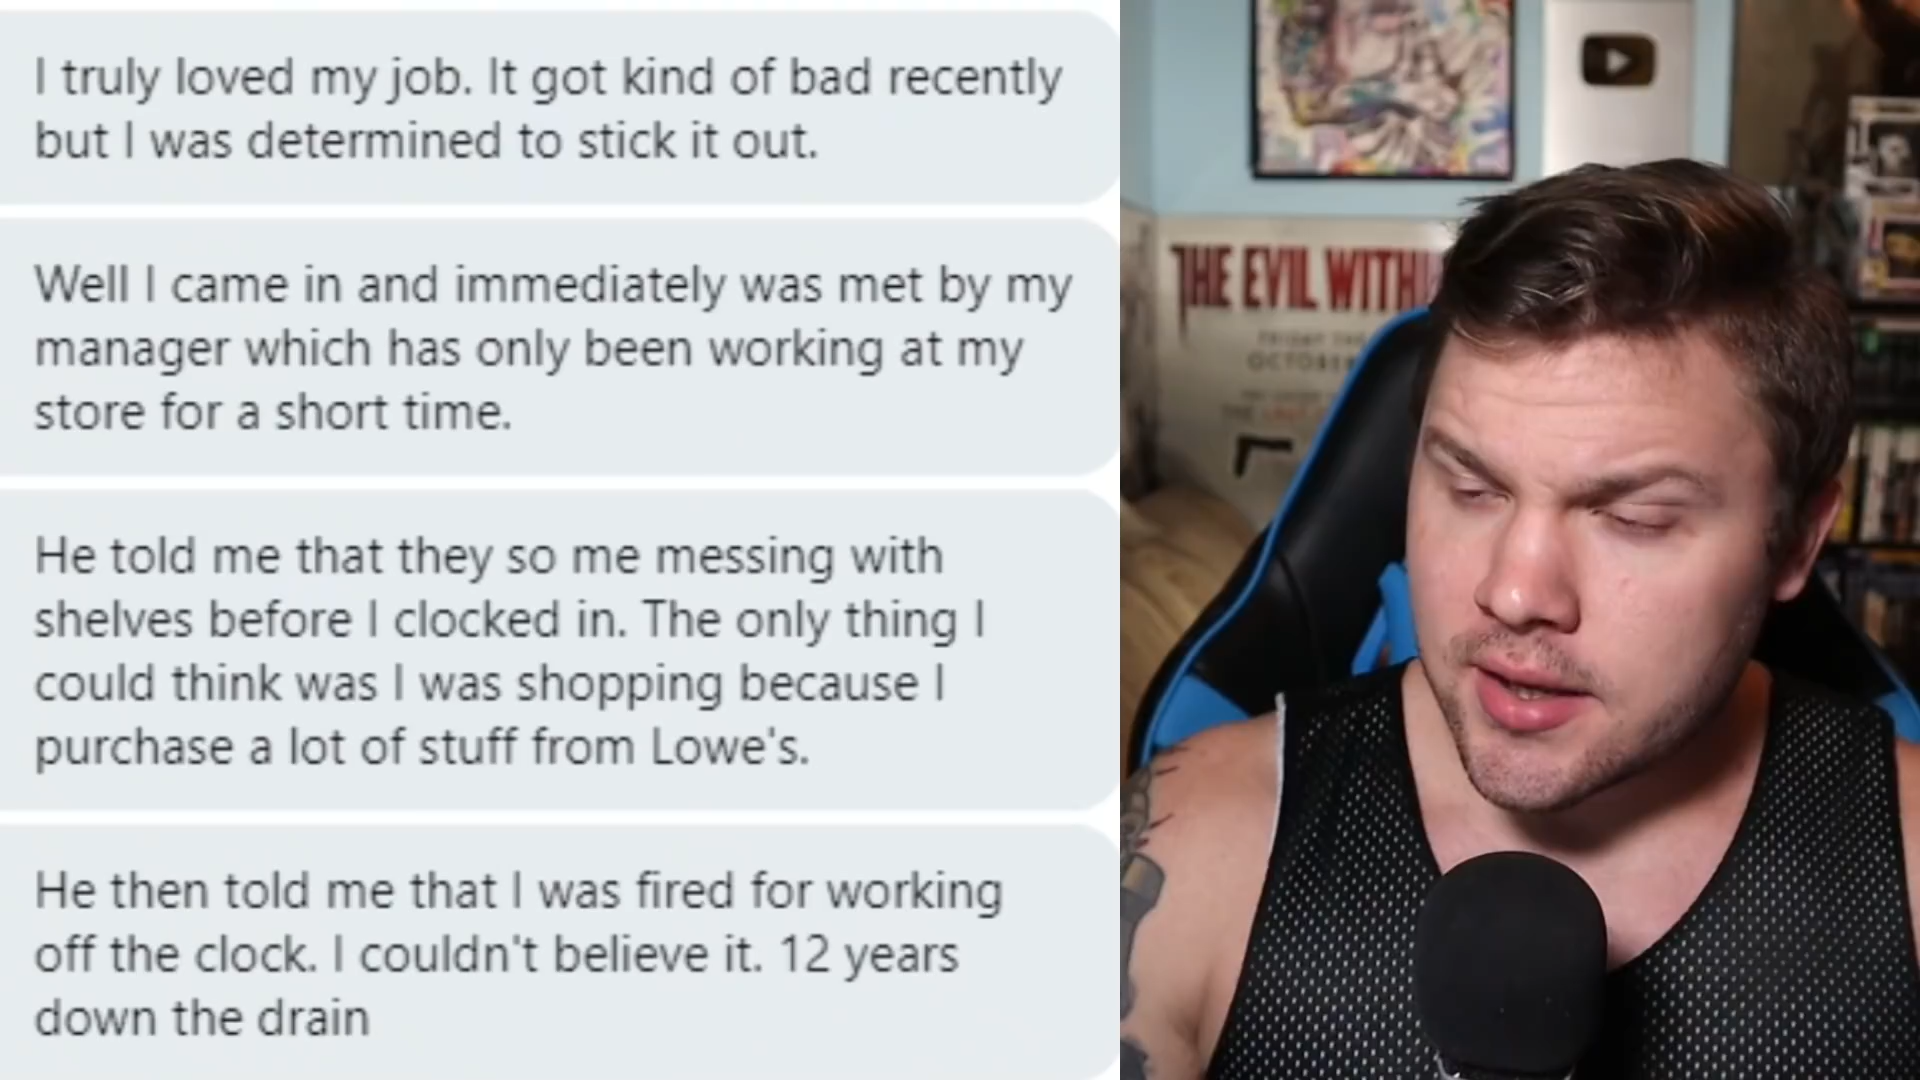 I truly loved my job. It got kind of bad recently
but I was determined to stick it out.
Well I came in and immediately was met by my
manager which has only been working at my
store for a short time.
He told me that they so me messing with
shelves before I clocked in. The only thing I
could think was I was shopping because I
purchase a lot of stuff from Lowe's.
He then told me that I was fired for working
off the clock. I couldn't believe it. 12 years
down the drain
THE EVIL WITHI
FRIDAY THE
OCTOBER